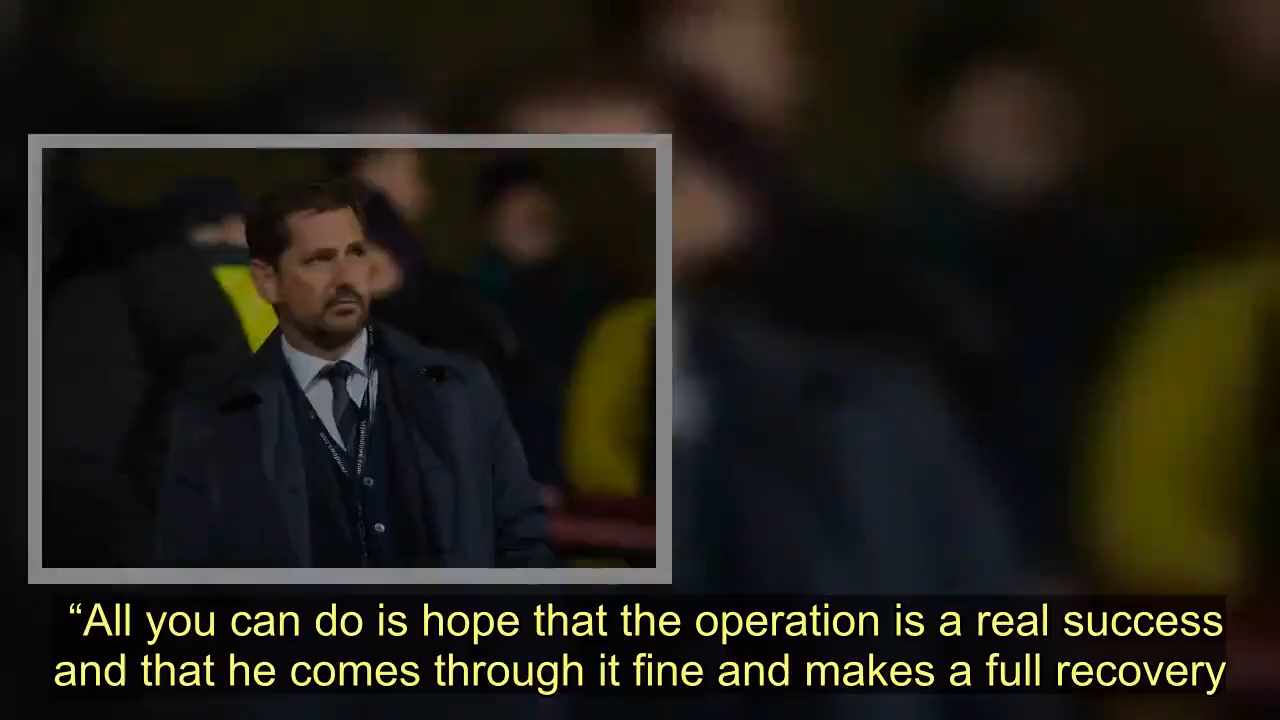 “All you can do is hope that the operation is a real success
and that he comes through it fine and makes a full recovery